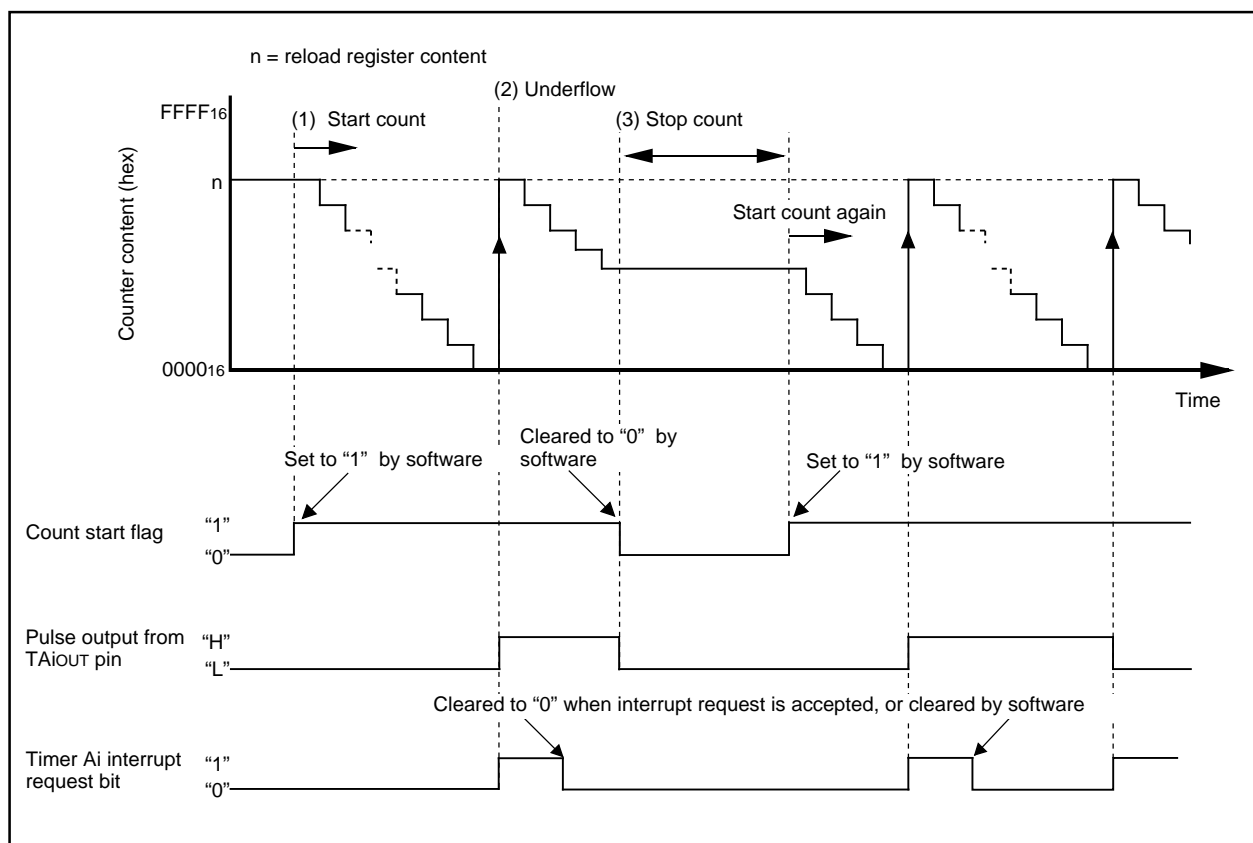 n = reload register content
(2) Underflow
FFFF16
(1) Start count
(3) Stop count
Counter content (hex)
n
Start count again
000016
Time
Cleared to “0” by
software
Set to “1” by software
Set to “1” by software
Count start flag
“1”
“0”
Pulse output from
TAiOUT pin
“H”
“L”
Cleared to “0” when interrupt request is accepted, or cleared by software
Timer Ai interrupt
request bit
“1”
“0”